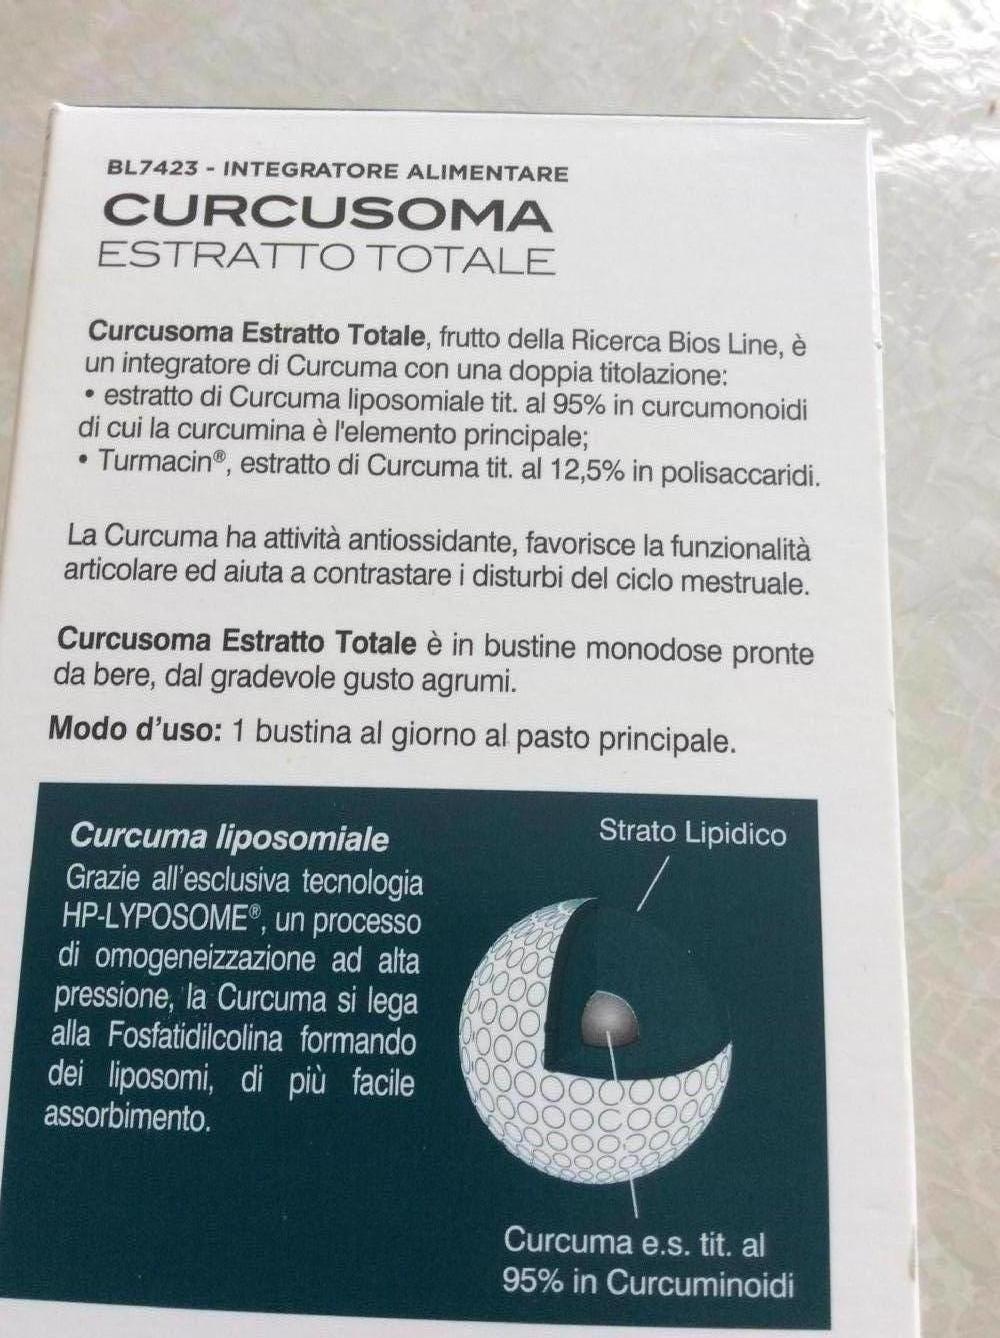 BL7423 - INTEGRATORE ALIMENTARE
CURCUSOMA
ESTRATTO TOTALE
Curcusoma Estratto Totale, frutto della Ricerca Bios Line, è
un integratore di Curcuma con una doppia titolazione:
• estratto di Curcuma liposomiale tit. al 95% in curcumonoidi
di cui la curcumina è l'elemento principale;
• Turmacin®, estratto di Curcuma tit. al 12,5% in polisaccaridi.
La Curcuma ha attività antiossidante, favorisce la funzionalità
articolare ed aiuta a contrastare i disturbi del ciclo mestruale.
Curcusoma Estratto Totale è in bustine monodose pronte
da bere, dal gradevole gusto agrumi.
Modo d'uso: 1 bustina al giorno al pasto principale.
Curcuma liposomiale
Grazie all'esclusiva tecnologia
HP-LYPOSOME®, un processo
di omogeneizzazione ad alta
pressione, la Curcuma si lega
alla Fosfatidilcolina formando
dei liposomi, di più facile
assorbimento.
Strato Lipidico
Curcuma e.s. tit. al
95% in Curcuminoidi